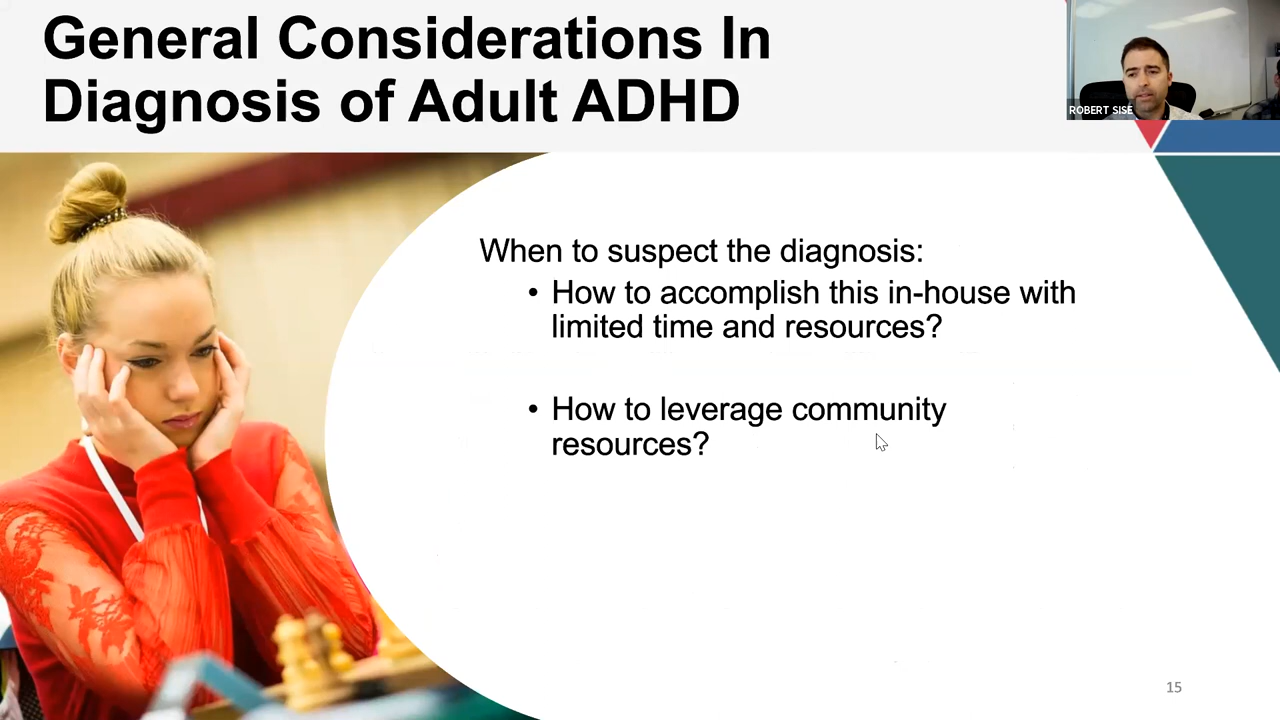 General Considerations In
Diagnosis of Adult ADHD
ROBERT SISE
When to suspect the diagnosis:
• How to accomplish this in-house with
limited time and resources?
• How to leverage community
resources?
15